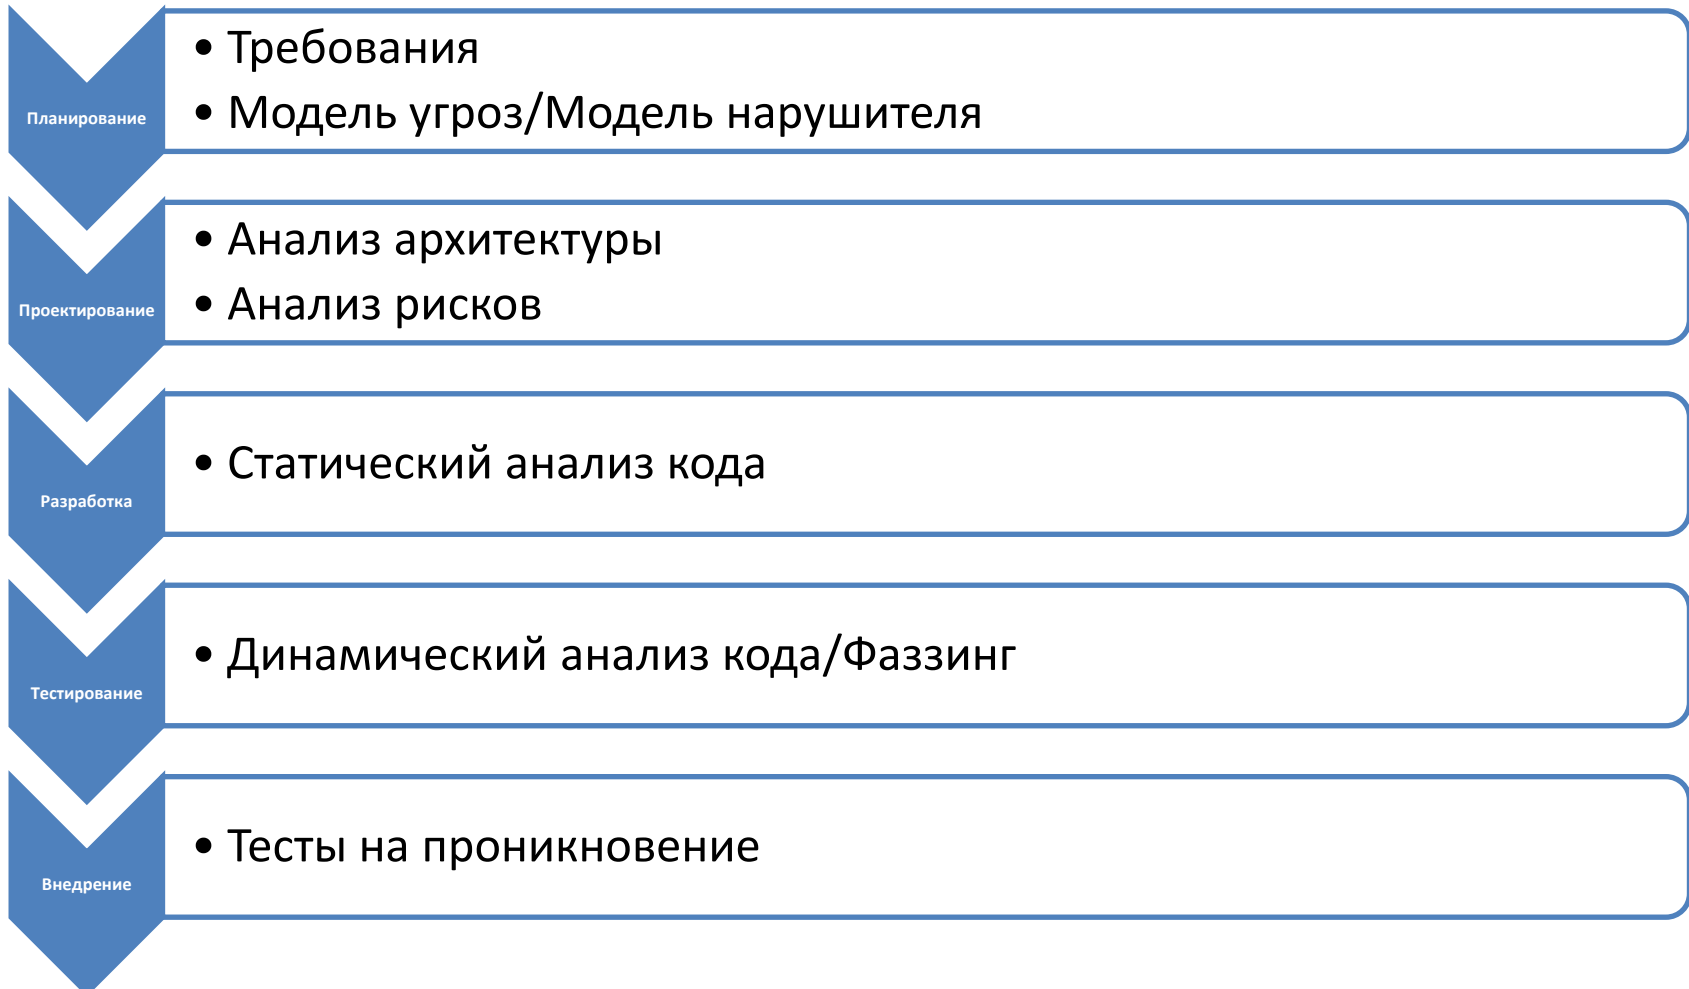 Планирование
• Требования
• Модель угроз/Модель нарушителя
Проектирование
• Анализ архитектуры
• Анализ рисков
Разработка
• Статический анализ кода
Тестирование
• Динамический анализ кода/Фаззинг
Внедрение
• Тесты на проникновение